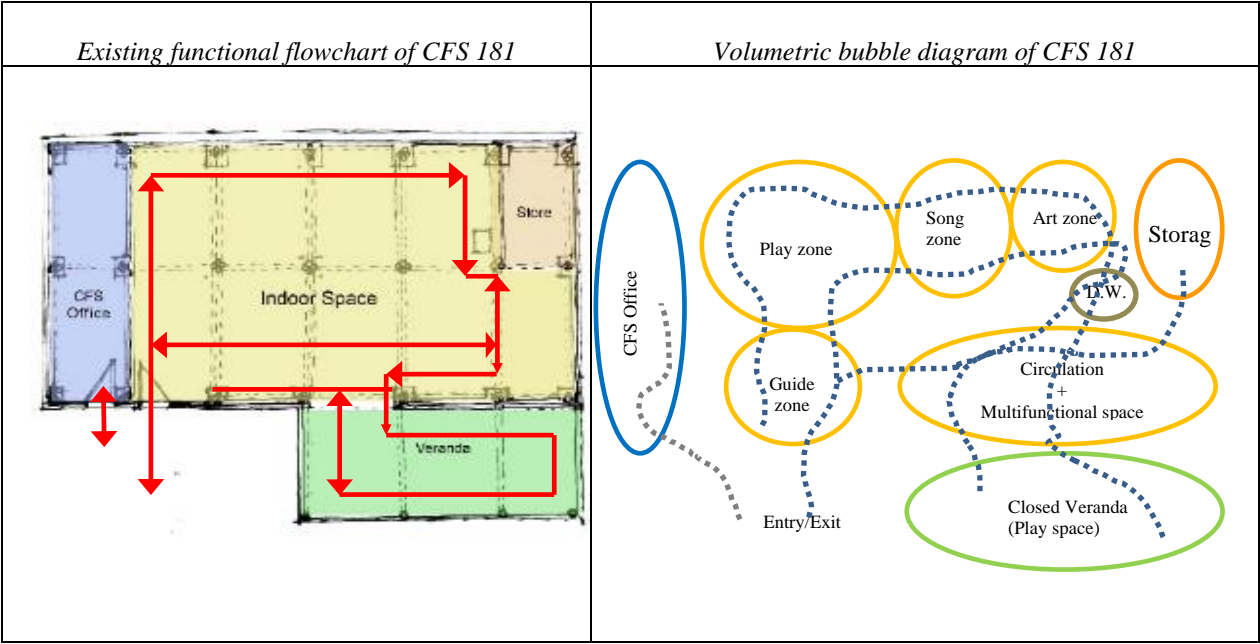 Existing functional flowchart of CFS 181
Volumetric bubble diagram of CFS 181
CFS
Office
Indoor Space
Store
Veranda
CFS Office
Play zone
Song
zone
Art zone
Storag
D.W.
Guide
zone
Circulation
+
Multifunctional space
Entry/Exit
Closed Veranda
(Play space)